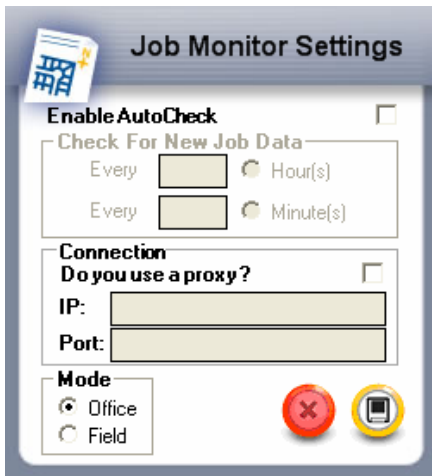 Job Monitor Settings
Enable AutoCheck
Check For New Job Data
Every Hour(s)
Every Minute(s)
Connection
Do you use a proxy?
IP:
Port:
Mode
Office
Field